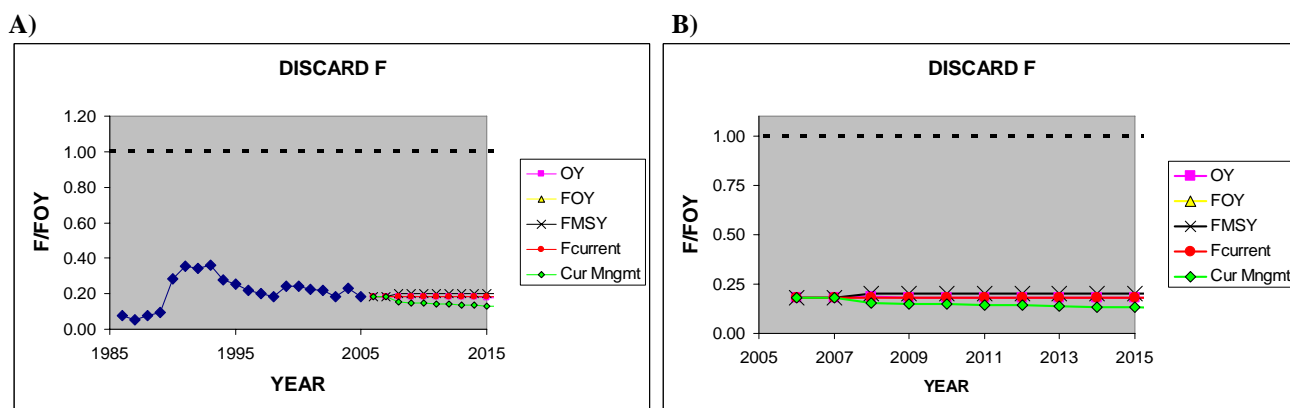 A)
DISCARD F
1.20
1.00
0.80
0.60
0.40
0.20
0.00
F/FOY
1985 1995 2005 2015
YEAR
OY
FOY
FMSY
Fcurrent
Cur Mngmt
B)
DISCARD F
1.00
0.75
0.50
0.25
0.00
F/FOY
2005 2007 2009 2011 2013 2015
YEAR
OY
FOY
FMSY
Fcurrent
Cur Mngmt